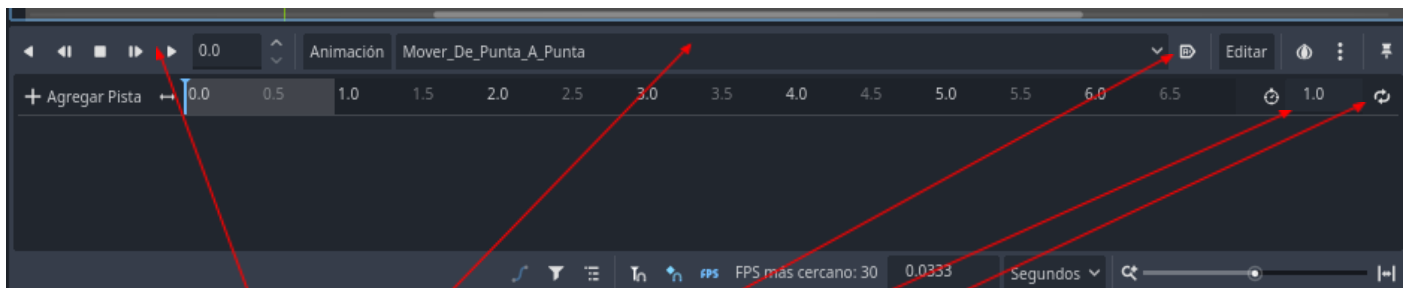 0.0 Animación Mover_De_Punta_A_Punta Editar
+ Agregar Pista 0.0 0.5 1.0 1.5 2.0 2.5 3.0 3.5 4.0 4.5 5.0 5.5 6.0 6.5 1.0
FPS FPS más cercano: 30 0.0333 Segundos